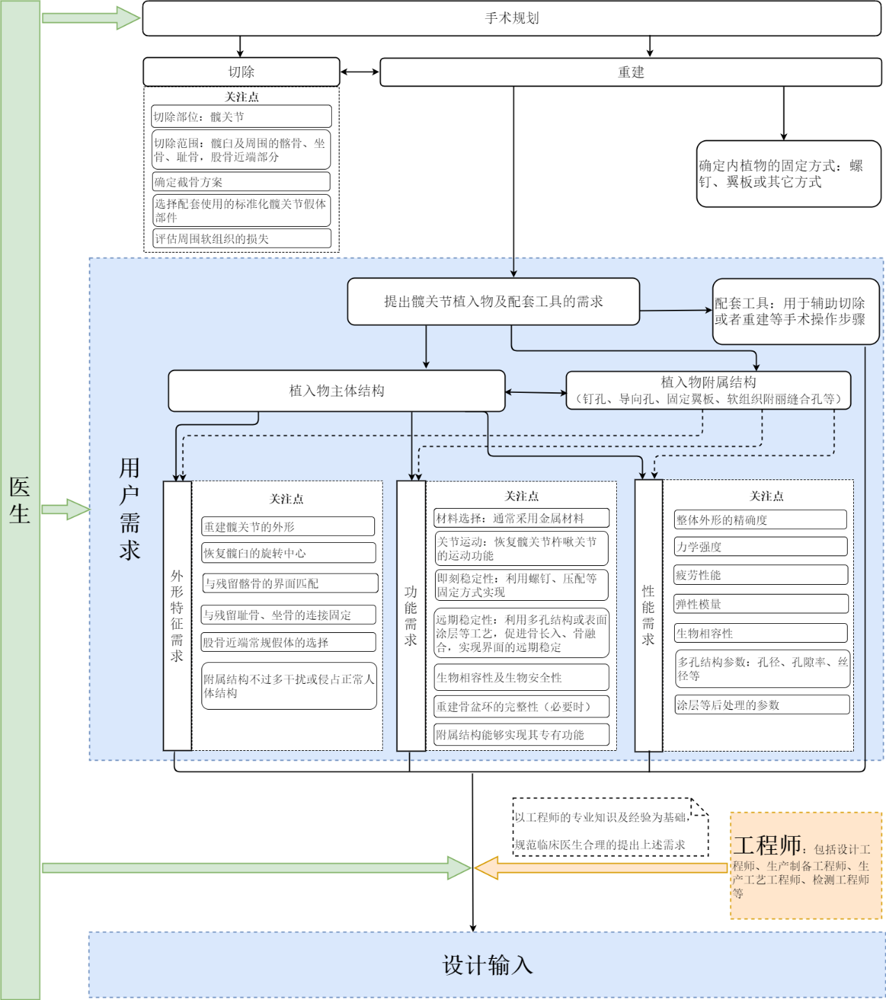 手术规划
切除
重建
关注点
切除部位：髋关节
切除范围：髋臼及周围的髂骨、坐
骨、耻骨，股骨近端部分
确定截骨方案
选择配套使用的标准化髋关节假体
部件
评估周围软组织的损失
确定内植物的固定方式：螺
钉、翼板或其它方式
提出髋关节植入物及配套工具的需求
配套工具：用于辅助切除
或者重建等手术操作步骤
植入物主体结构
植入物附属结构
（钉孔、导向孔、固定翼板、软组织附丽缝合孔等）
医生
用户需求
外形特征需求
关注点
重建髋关节的外形
恢复髋臼的旋转中心
与残留髂骨的界面匹配
与残留耻骨、坐骨的连接固定
股骨近端常规假体的选择
附属结构不过多干扰或侵占正常人
体结构
功能需求
关注点
材料选择：通常采用金属材料
关节运动：恢复髋关节杵臼关节
的运动功能
即刻稳定性：利用螺钉、压配等
固定方式实现
远期稳定性：利用多孔结构或表面
涂层等工艺，促进骨长入、骨融
合，实现界面的远期稳定
生物相容性及生物安全性
重建骨盆环的完整性（必要时）
附属结构能够实现其专有功能
性能需求
关注点
整体外形的精确度
力学强度
疲劳性能
弹性模量
生物相容性
多孔结构参数：孔径、孔隙率、丝
径等
涂层等后处理的参数
以工程师的专业知识及经验为基础，
规范临床医生合理的提出上述需求
工程师：包括设计工
程师、生产制备工程师、生
产工艺工程师、检测工程师
等
设计输入